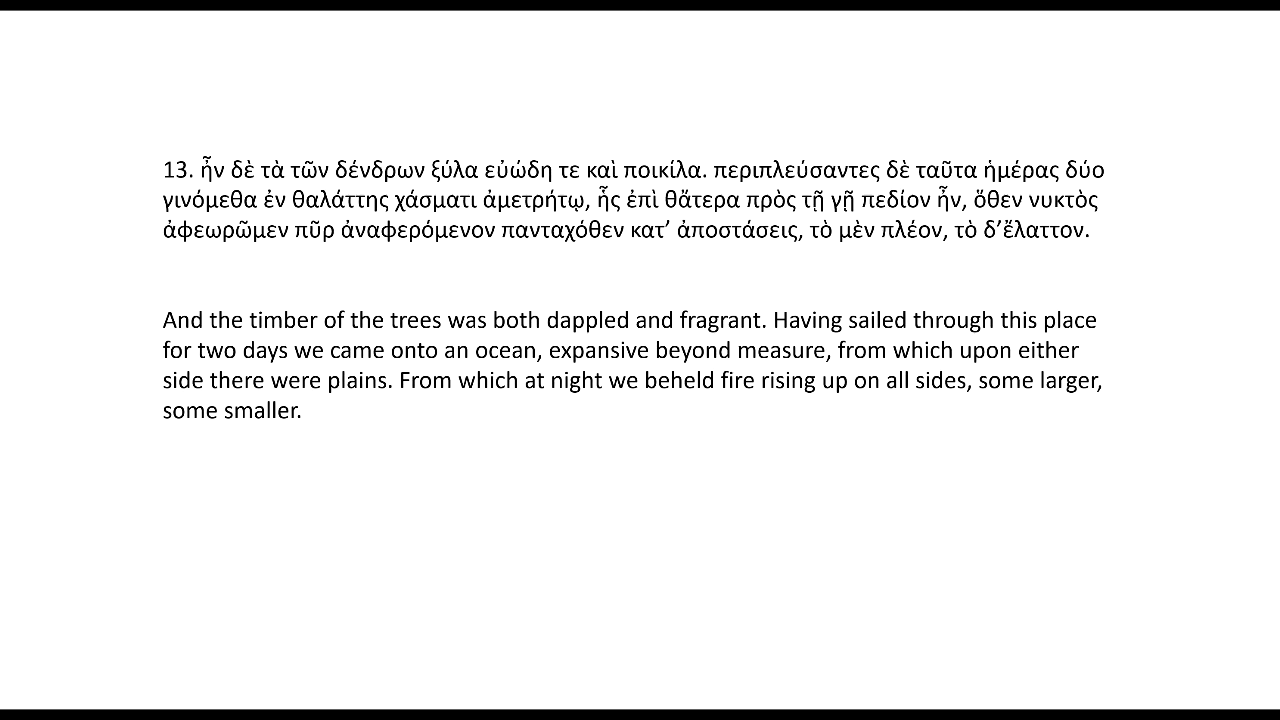 13. ἦν δὲ τὰ τῶν δένδρων ξύλα εὐώδη τε καὶ ποικίλα. περιπλεύσαντες δὲ ταῦτα ἡμέρας δύο
γινόμεθα ἐν θαλάττης χάσματι ἀμετρήτῳ, ἧς ἐπὶ θἄτερα πρὸς τῇ γῇ πεδίον ἦν, ὅθεν νυκτὸς
ἀφεωρῶμεν πῦρ ἀναφερόμενον πανταχόθεν κατ’ ἀποστάσεις, τὸ μὲν πλέον, τὸ δ’ἔλαττον.
And the timber of the trees was both dappled and fragrant. Having sailed through this place
for two days we came onto an ocean, expansive beyond measure, from which upon either
side there were plains. From which at night we beheld fire rising up on all sides, some larger,
some smaller.